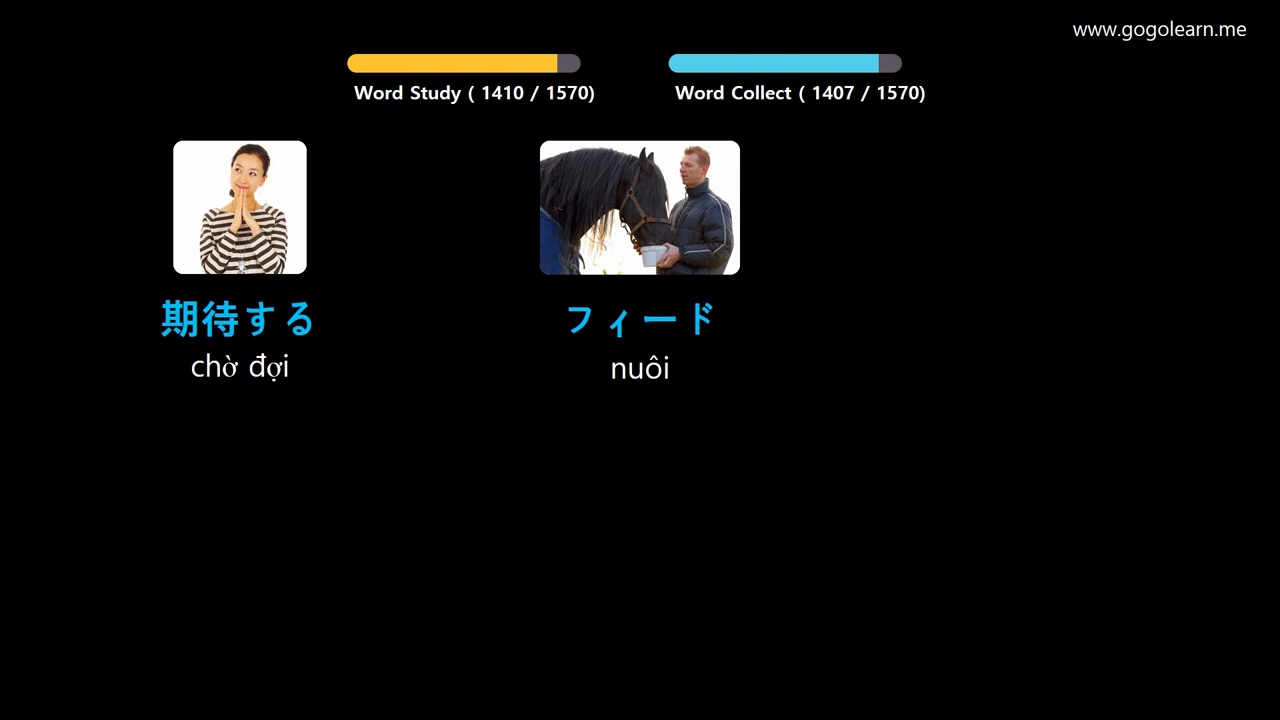 www.gogolearn.me
Word Study ( 1410 / 1570)
Word Collect ( 1407 / 1570)
期待する
chờ đợi
フィード
nuôi